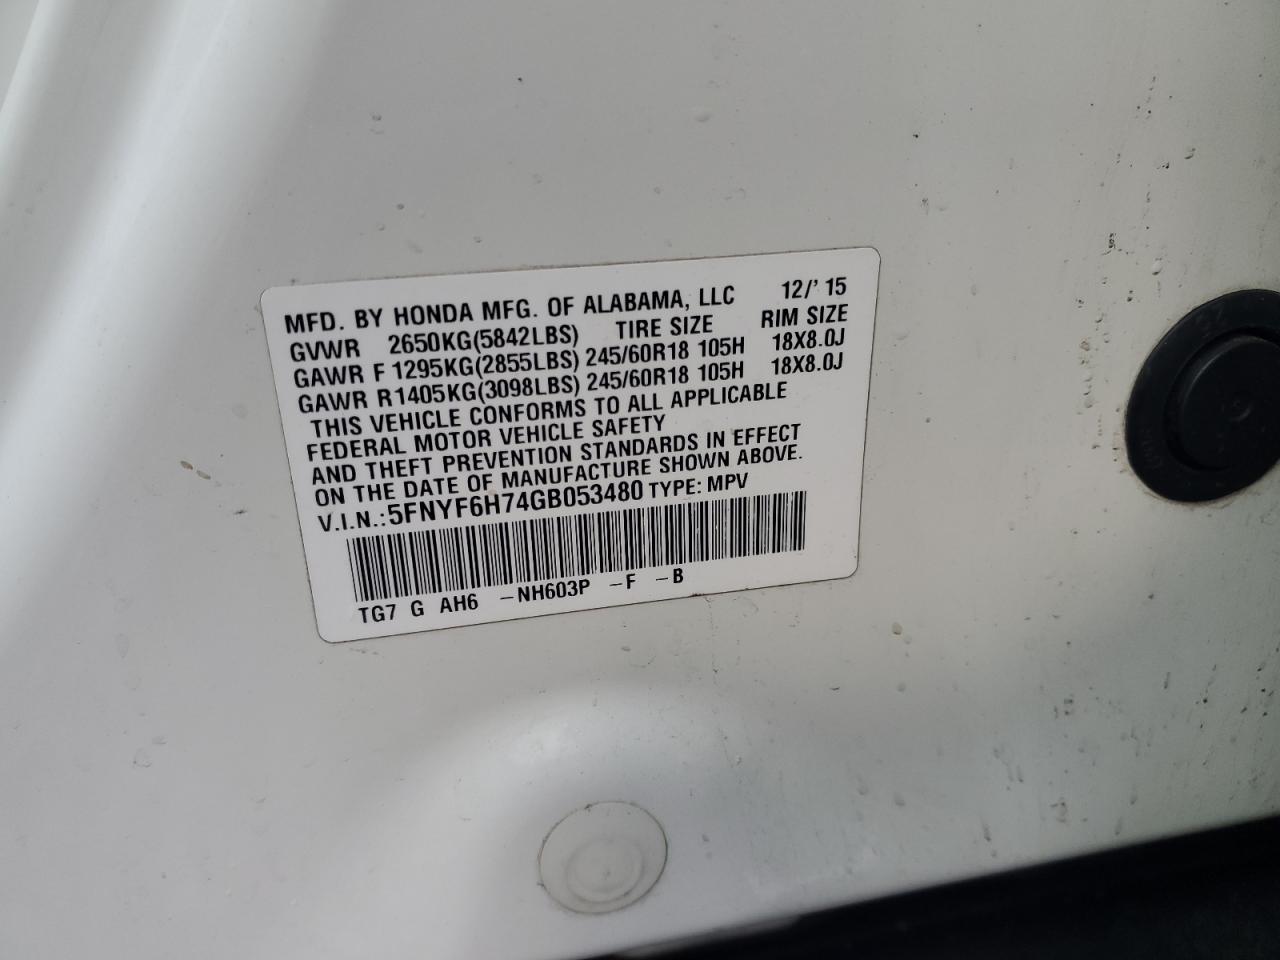 MFD. BY HONDA MFG. OF ALABAMA, LLC 12/'15
GVWR 2650KG(5842LBS) TIRE SIZE RIM SIZE
GAWR F 1295KG(2855LBS) 245/60R18 105H 18X8.0J
GAWR R 1405KG(3098LBS) 245/60R18 105H 18X8.0J
THIS VEHICLE CONFORMS TO ALL APPLICABLE
FEDERAL MOTOR VEHICLE SAFETY
AND THEFT PREVENTION STANDARDS IN EFFECT
ON THE DATE OF MANUFACTURE SHOWN ABOVE.
V.I.N.:5FNYF6H74GB053480 TYPE: MPV
TG7 G AH6 -NH603P -F -B